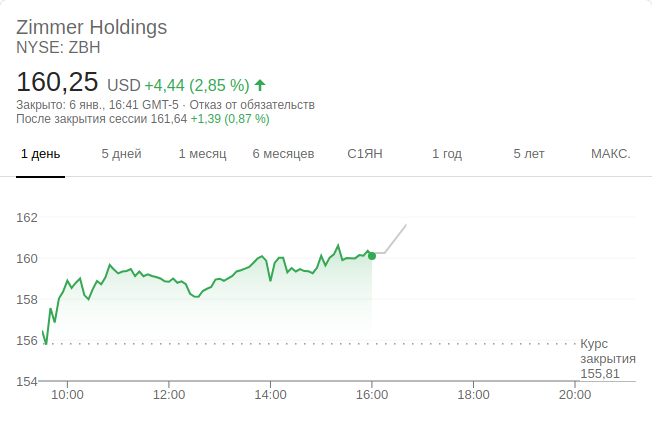 Zimmer Holdings
NYSE: ZBH
160,25 USD +4,44 (2,85 %)
Закрыто: 6 янв., 16:41 GMT-5 · Отказ от обязательств
После закрытия сессии 161,64 +1,39 (0,87 %)
1 день 5 дней 1 месяц 6 месяцев С1ЯН 1 год 5 лет МАКС.
162
160
158
156
Курс
закрытия
155,81
154
10:00 12:00 14:00 16:00 18:00 20:00